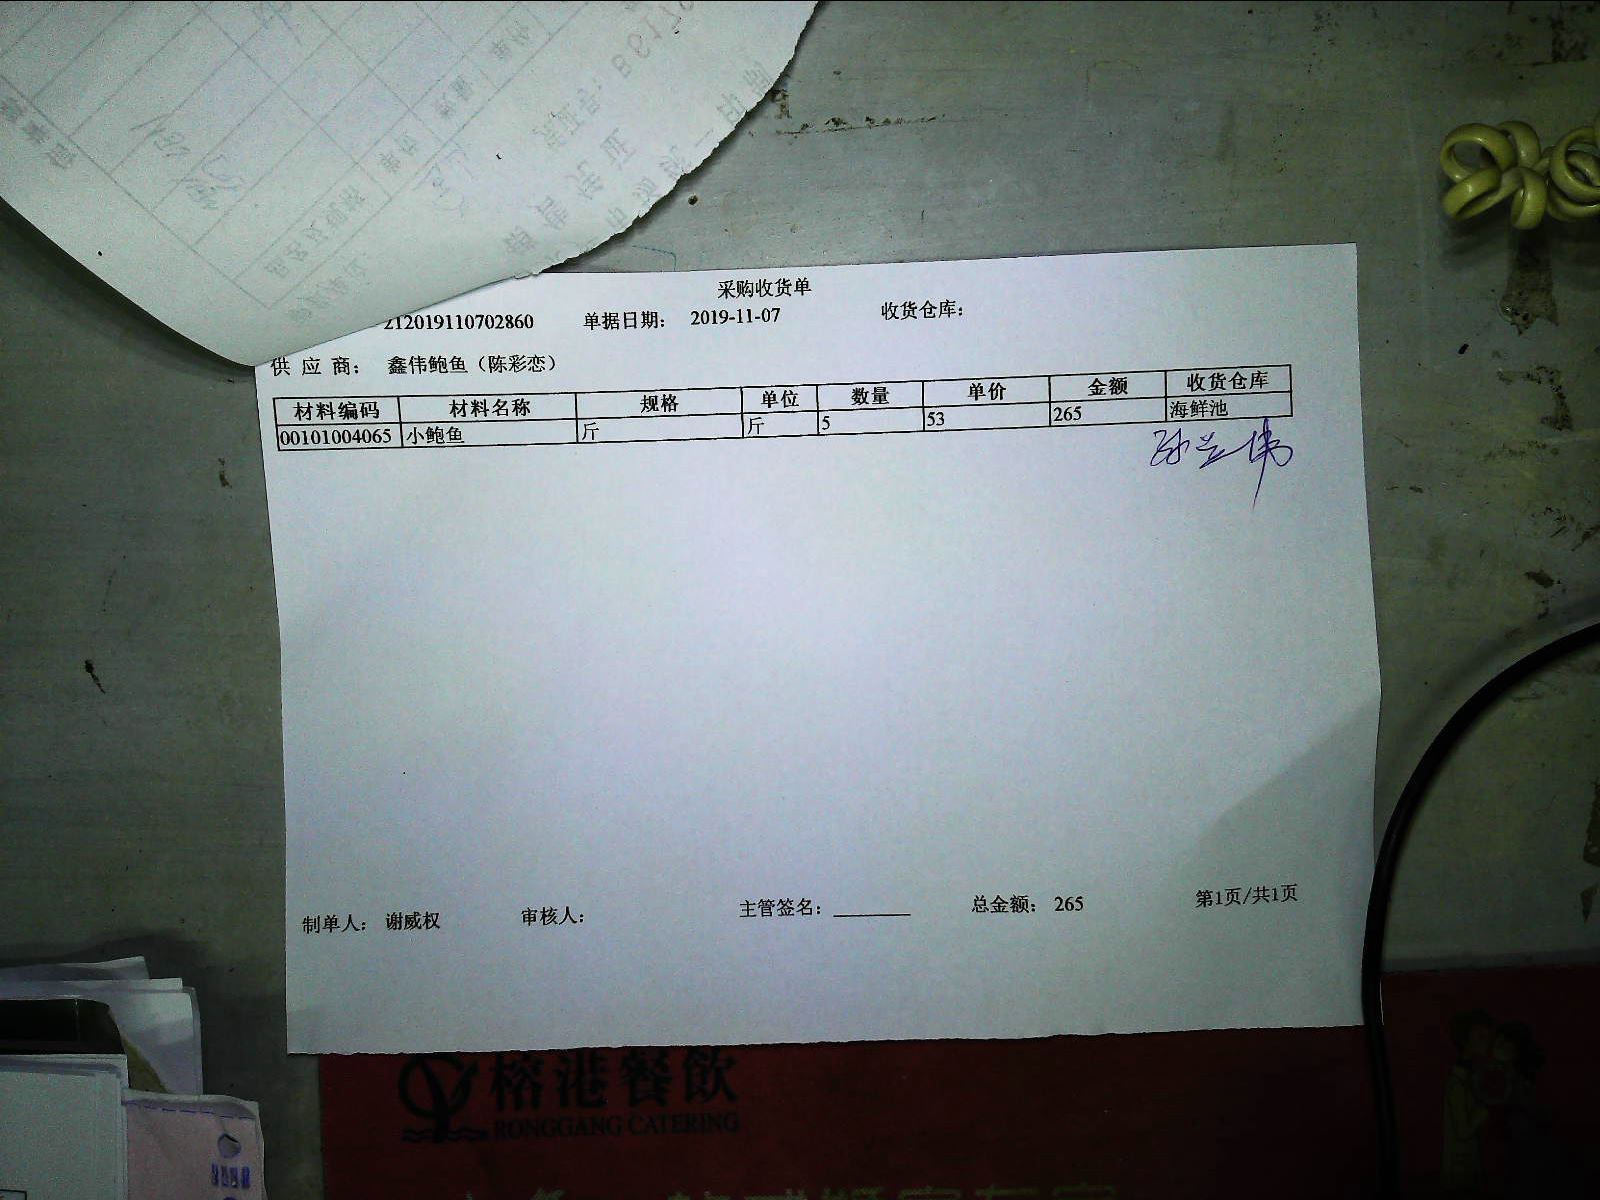 采购收货单
212019110702860 单据日期： 2019-11-07 收货仓库：
供 应 商： 鑫伟鲍鱼（陈彩恋）
材料编码 材料名称 规格 单位 数量 单价 金额 收货仓库
00101004065 小鲍鱼 斤 斤 5 53 265 海鲜池
制单人： 谢威权 审核人： 主管签名： 总金额： 265 第1页/共1页
榕港餐飲
RONGGANG CATERING